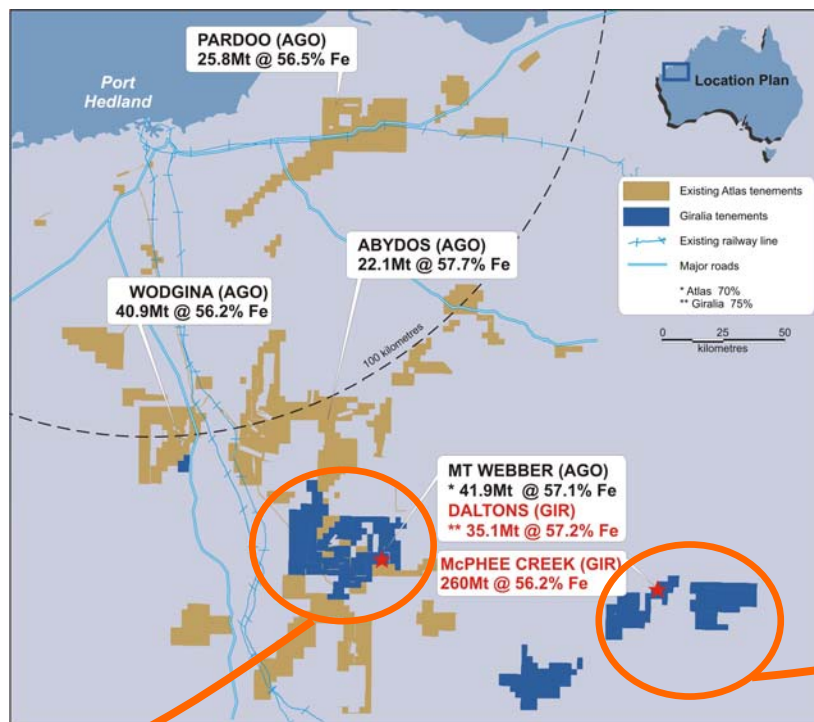 PARDOO (AGO)
25.8Mt @ 56.5% Fe
Port
Hedland
Location Plan
Existing Atlas tenements
Giralia tenements
Existing railway line
Major roads
* Atlas 70%
** Giralia 75%
0 25 50
kilometres
ABYDOS (AGO)
22.1Mt @ 57.7% Fe
WODGINA (AGO)
40.9Mt @ 56.2% Fe
100 kilometres
MT WEBBER (AGO)
* 41.9Mt @ 57.1% Fe
DALTONS (GIR)
** 35.1Mt @ 57.2% Fe
McPHEE CREEK (GIR)
260Mt @ 56.2% Fe